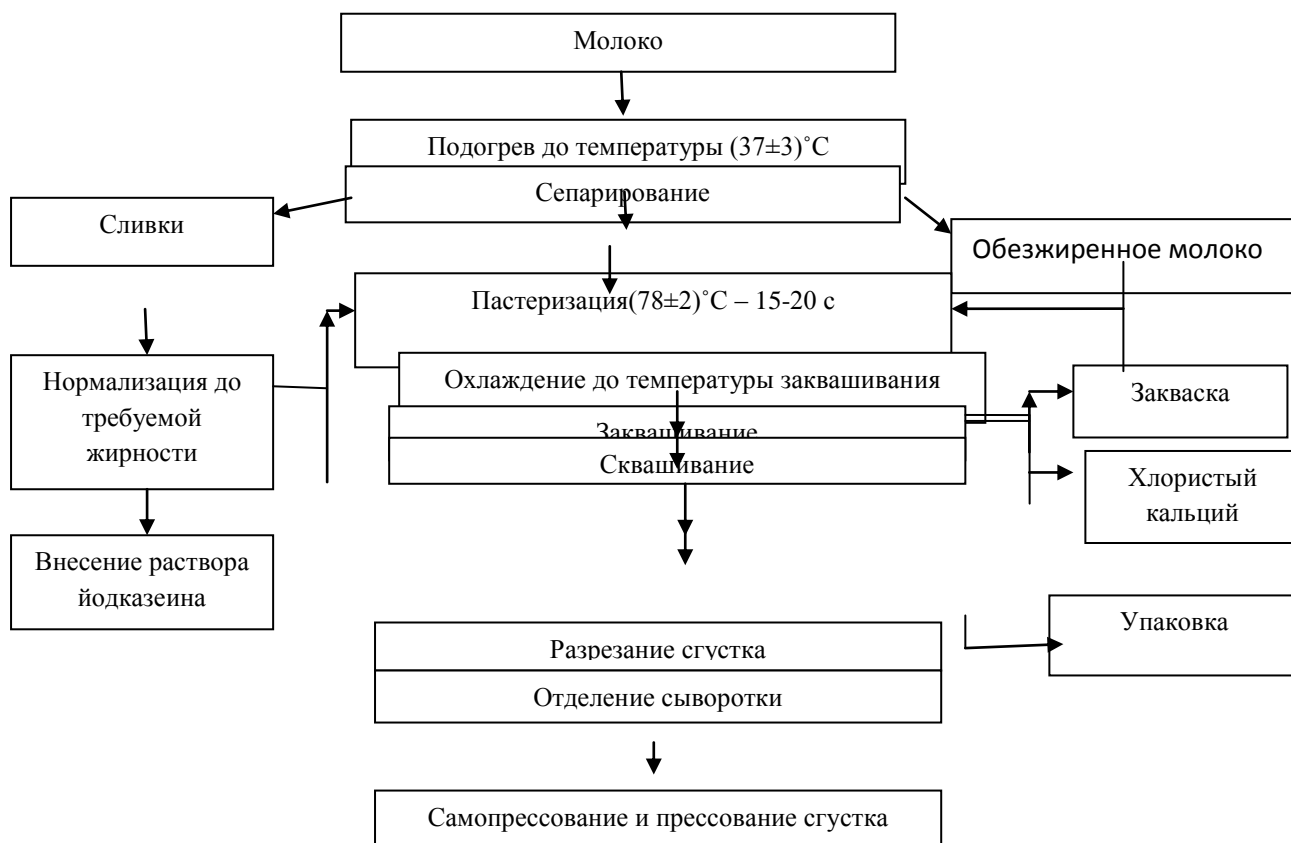 Молоко
Подогрев до температуры (37±3)˚С
Сепарирование
Сливки
Обезжиренное молоко
Пастеризация(78±2)˚С – 15-20 с
Нормализация до
требуемой
жирности
Охлаждение до температуры заквашивания
Закваска
Заквашивание
Сквашивание
Хлористый
кальций
Внесение раствора
йодказеина
Упаковка
Разрезание сгустка
Отделение сыворотки
Самопрессование и прессование сгустка